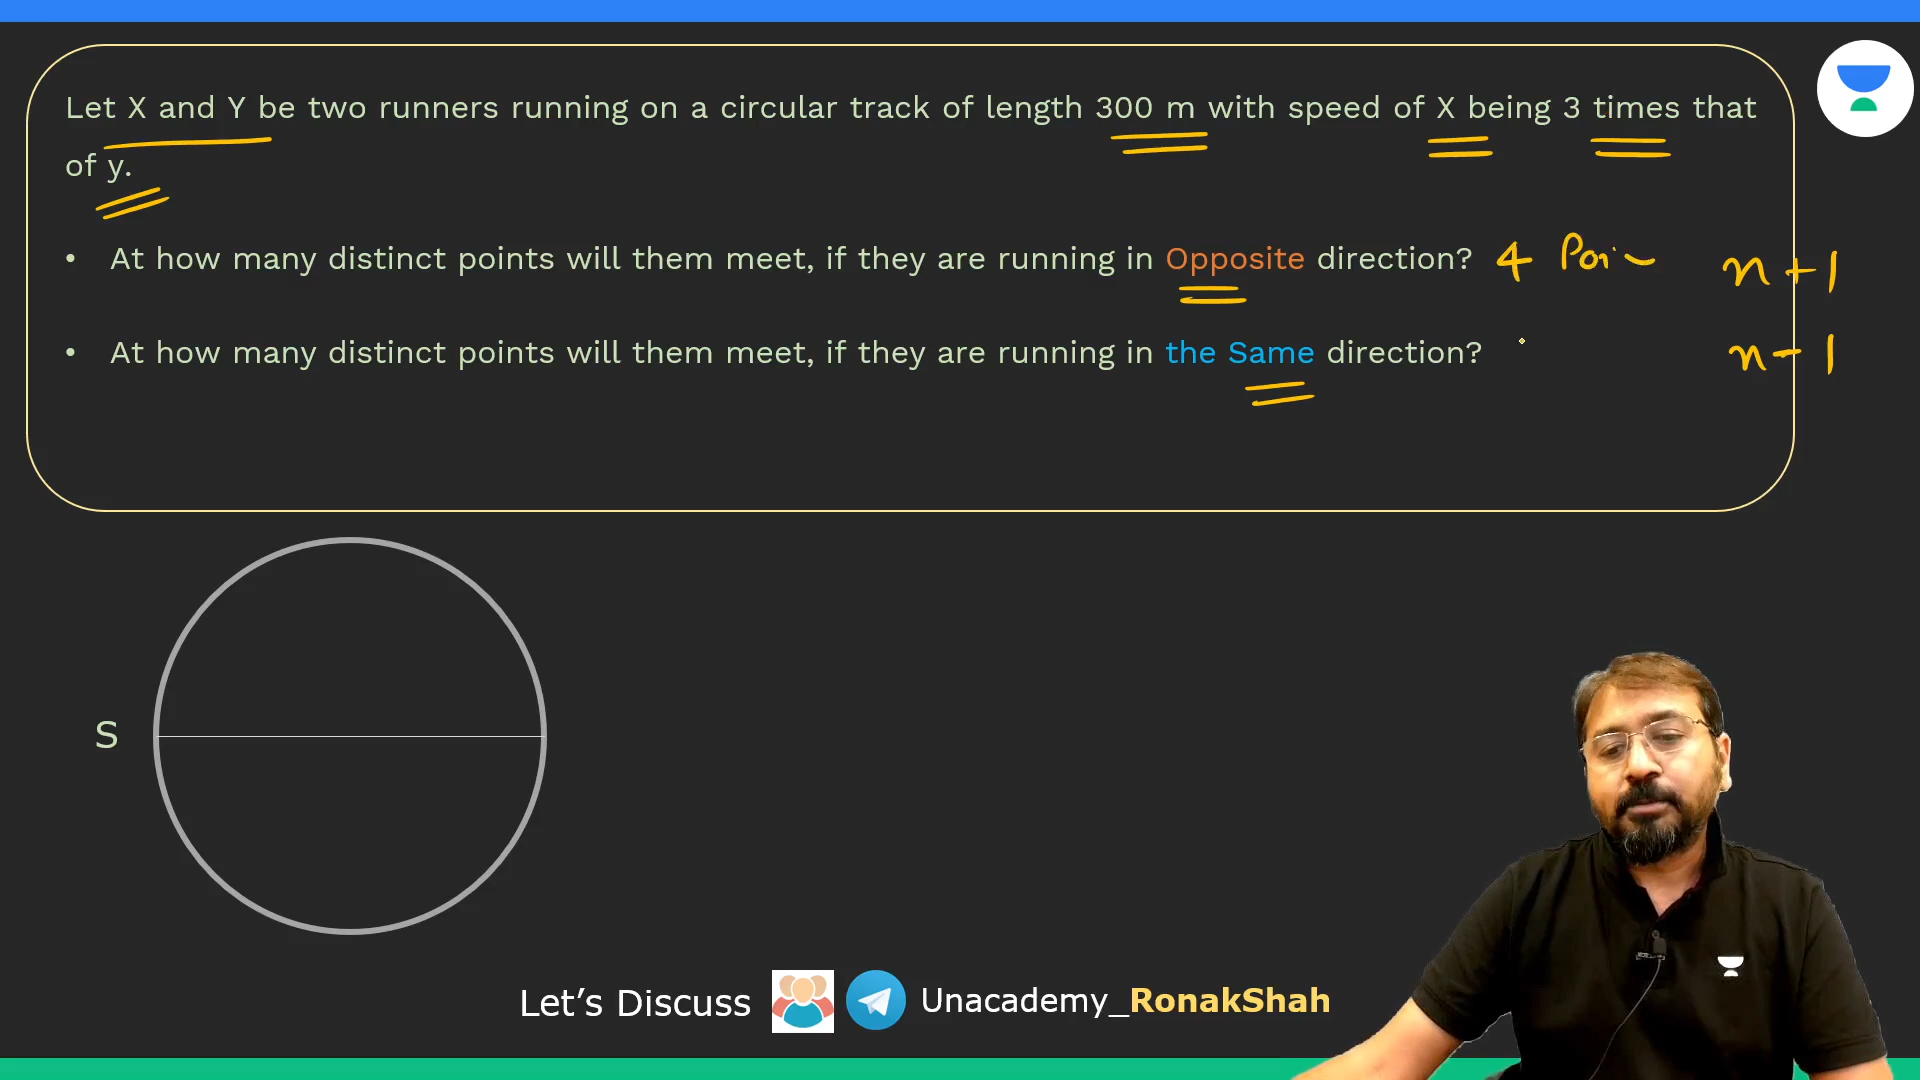 Let X and Y be two runners running on a circular track of length 300 m with speed of X being 3 times that
of y.
• At how many distinct points will them meet, if they are running in Opposite direction? 4 n+1
• At how many distinct points will them meet, if they are running in the Same direction? n-1
S
Let’s Discuss Unacademy_RonakShah